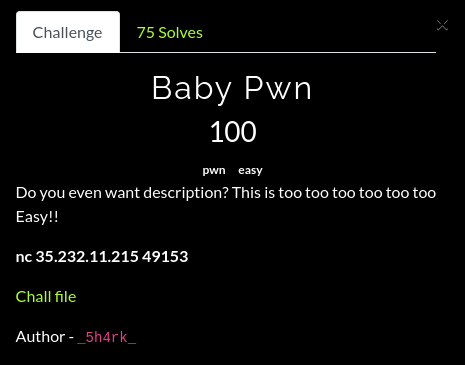 Challenge 75 Solves
Baby Pwn
100
pwn easy
Do you even want description? This is too too too too too too
Easy!!
nc 35.232.11.215 49153
Chall file
Author - _5h4rk_